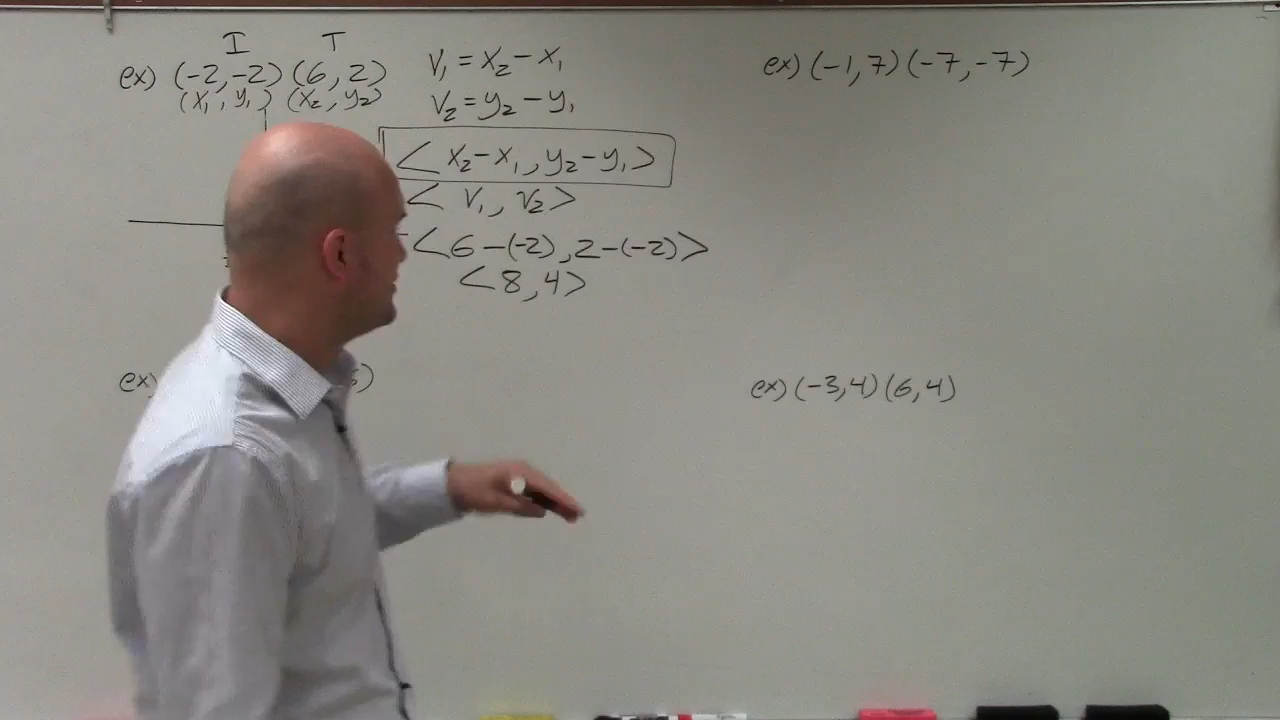 I T
ex) (-2,-2) (6,2)
(x₁, y₁) (x₂, y₂)
v₁ = x₂ - x₁
v₂ = y₂ - y₁
< x₂-x₁, y₂-y₁>
< v₁, v₂ >
<6-(-2), 2-(-2)>
<8,4>
ex)
ex) (-1,7) (-7,-7)
ex) (-3,4) (6,4)